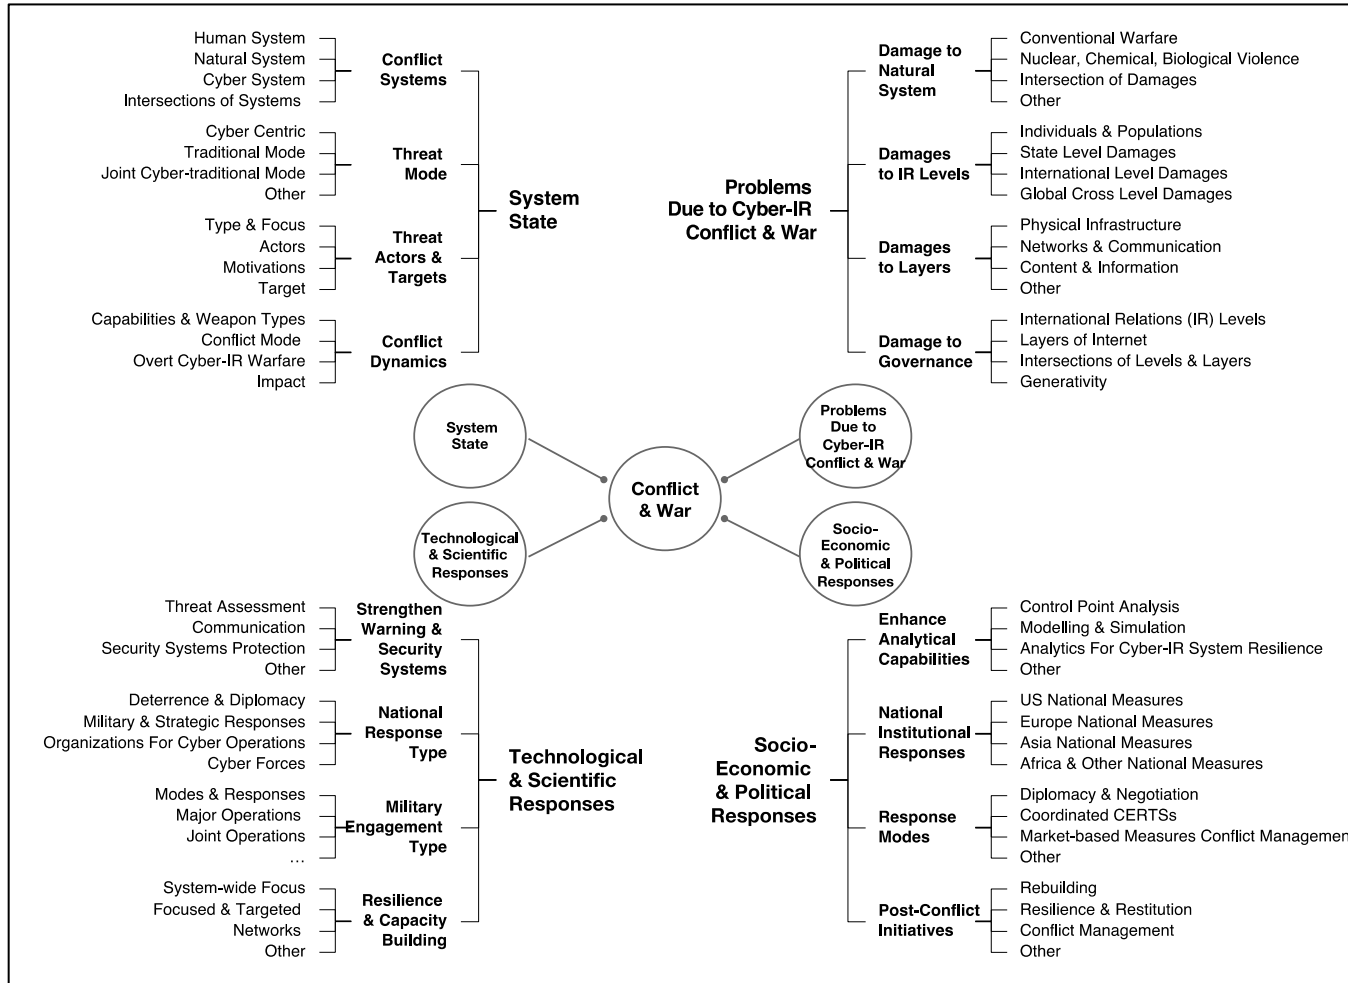 Human System
Natural System
Cyber System
Intersections of Systems
Conflict
Systems
Cyber Centric
Traditional Mode
Joint Cyber-traditional Mode
Other
Threat
Mode
Type & Focus
Actors
Motivations
Target
Threat
Actors &
Targets
Capabilities & Weapon Types
Conflict Mode
Overt Cyber-IR Warfare
Impact
Conflict
Dynamics
System
State
Problems
Due to Cyber-IR
Conflict & War
Damage to
Natural
System
Conventional Warfare
Nuclear, Chemical, Biological Violence
Intersection of Damages
Other
Damages
to IR Levels
Individuals & Populations
State Level Damages
International Level Damages
Global Cross Level Damages
Damages
to Layers
Physical Infrastructure
Networks & Communication
Content & Information
Other
Damage to
Governance
International Relations (IR) Levels
Layers of Internet
Intersections of Levels & Layers
Generativity
System
State
Problems
Due to
Cyber-IR
Conflict & War
Conflict
& War
Technological
& Scientific
Responses
Socio-
Economic
& Political
Responses
Threat Assessment
Communication
Security Systems Protection
Other
Strengthen
Warning &
Security
Systems
Deterrence & Diplomacy
Military & Strategic Responses
Organizations For Cyber Operations
Cyber Forces
National
Response
Type
Modes & Responses
Major Operations
Joint Operations
...
Military
Engagement
Type
System-wide Focus
Focused & Targeted
Networks
Other
Resilience
& Capacity
Building
Technological
& Scientific
Responses
Socio-
Economic
& Political
Responses
Enhance
Analytical
Capabilities
Control Point Analysis
Modelling & Simulation
Analytics For Cyber-IR System Resilience
Other
National
Institutional
Responses
US National Measures
Europe National Measures
Asia National Measures
Africa & Other National Measures
Response
Modes
Diplomacy & Negotiation
Coordinated CERTSs
Market-based Measures Conflict Management
Other
Post-Conflict
Initiatives
Rebuilding
Resilience & Restitution
Conflict Management
Other